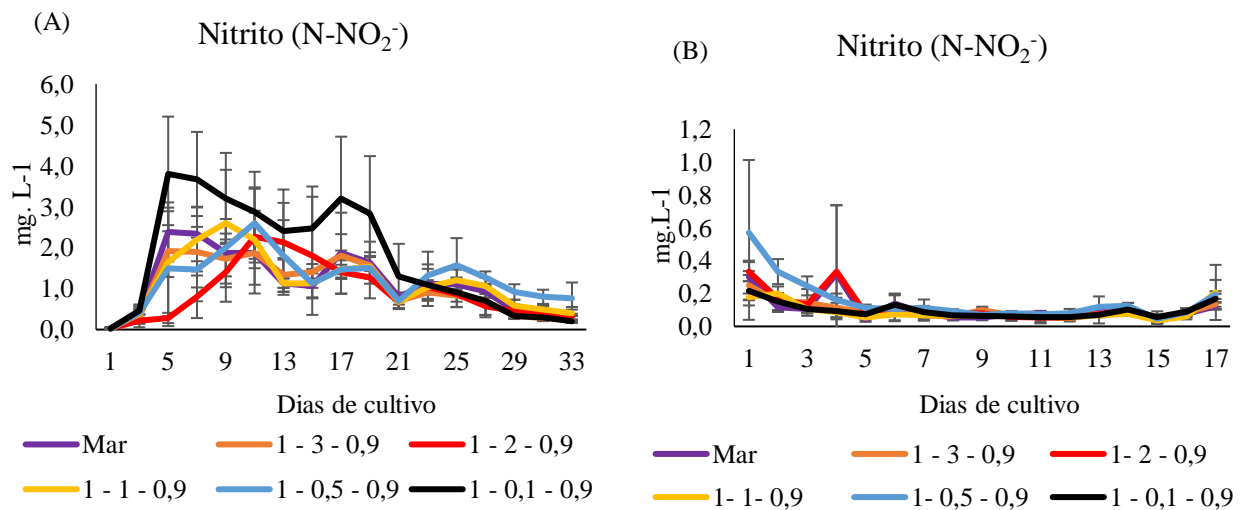 (A)
Nitrito (N-NO₂⁻)
6,0
5,0
4,0
3,0
2,0
1,0
0,0
mg. L-1
1 5 9 13 17 21 25 29 33
Dias de cultivo
Mar 1 - 3 - 0,9 1 - 2 - 0,9
1 - 1 - 0,9 1 - 0,5 - 0,9 1 - 0,1 - 0,9
(B)
Nitrito (N-NO₂⁻)
1,2
1,0
0,8
0,6
0,4
0,2
0,0
mg.L-1
1 3 5 7 9 11 13 15 17
Dias de cultivo
Mar 1 - 3 - 0,9 1- 2 - 0,9
1- 1- 0,9 1- 0,5 - 0,9 1 - 0,1 - 0,9